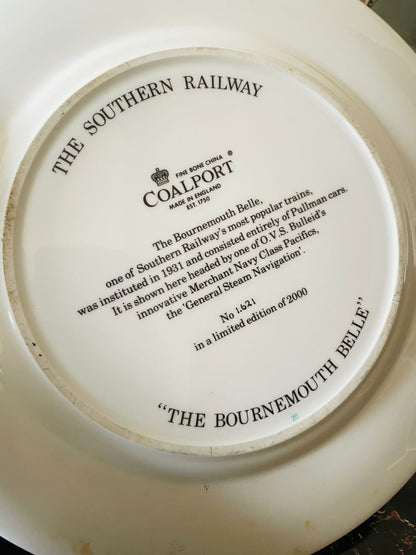 THE SOUTHERN RAILWAY
FINE BONE CHINA ®
COALPORT
MADE IN ENGLAND
EST. 1750
The Bournemouth Belle,
one of Southern Railway's most popular trains,
was instituted in 1931 and consisted entirely of Pullman cars.
It is shown here headed by one of O.V.S. Bulleid's
innovative Merchant Navy Class Pacifics,
the 'General Steam Navigation'.
No 1,621
in a limited edition of 2000
"THE BOURNEMOUTH BELLE"
20